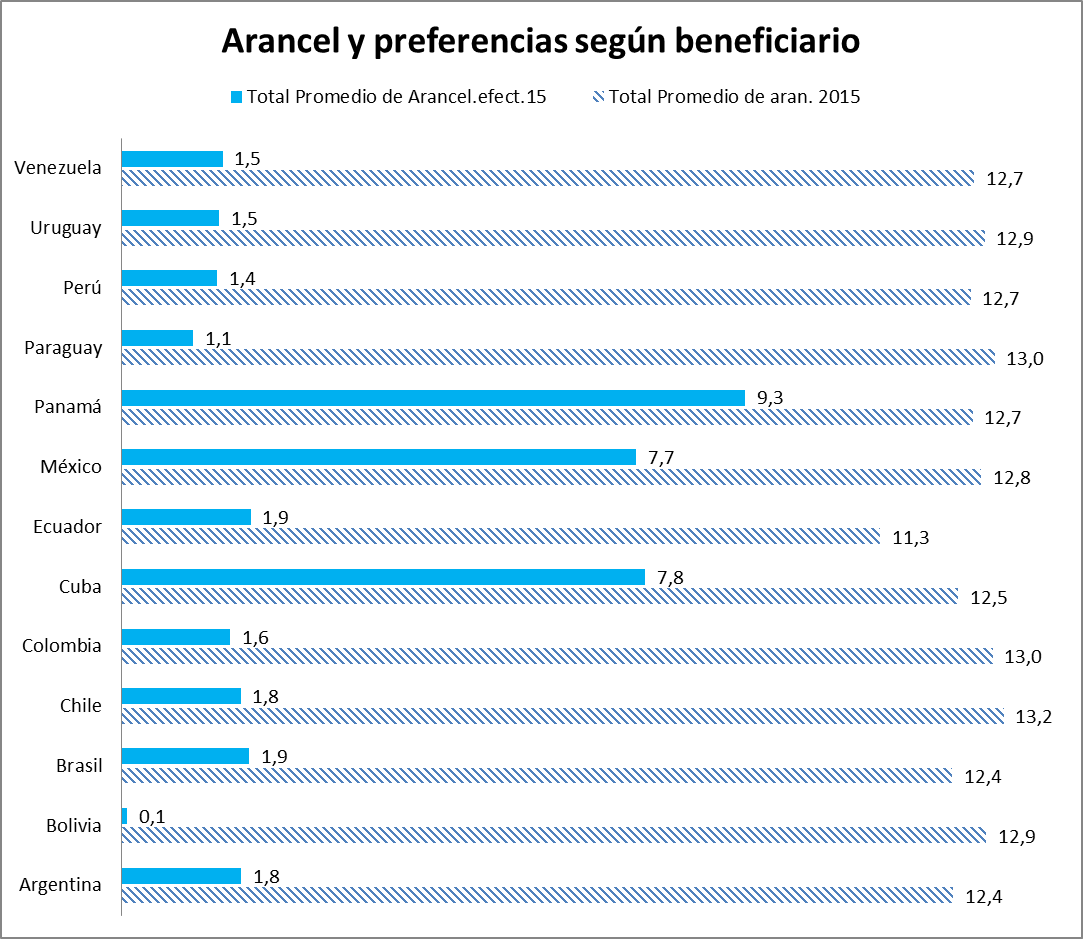 Arancel y preferencias según beneficiario
Total Promedio de Arancel.efect.15 Total Promedio de aran. 2015
Venezuela 1,5
12,7
Uruguay 1,5
12,9
Perú 1,4
12,7
Paraguay 1,1
13,0
Panamá 9,3
12,7
México 7,7
12,8
Ecuador 1,9
11,3
Cuba 7,8
12,5
Colombia 1,6
13,0
Chile 1,8
13,2
Brasil 1,9
12,4
Bolivia 0,1
12,9
Argentina 1,8
12,4